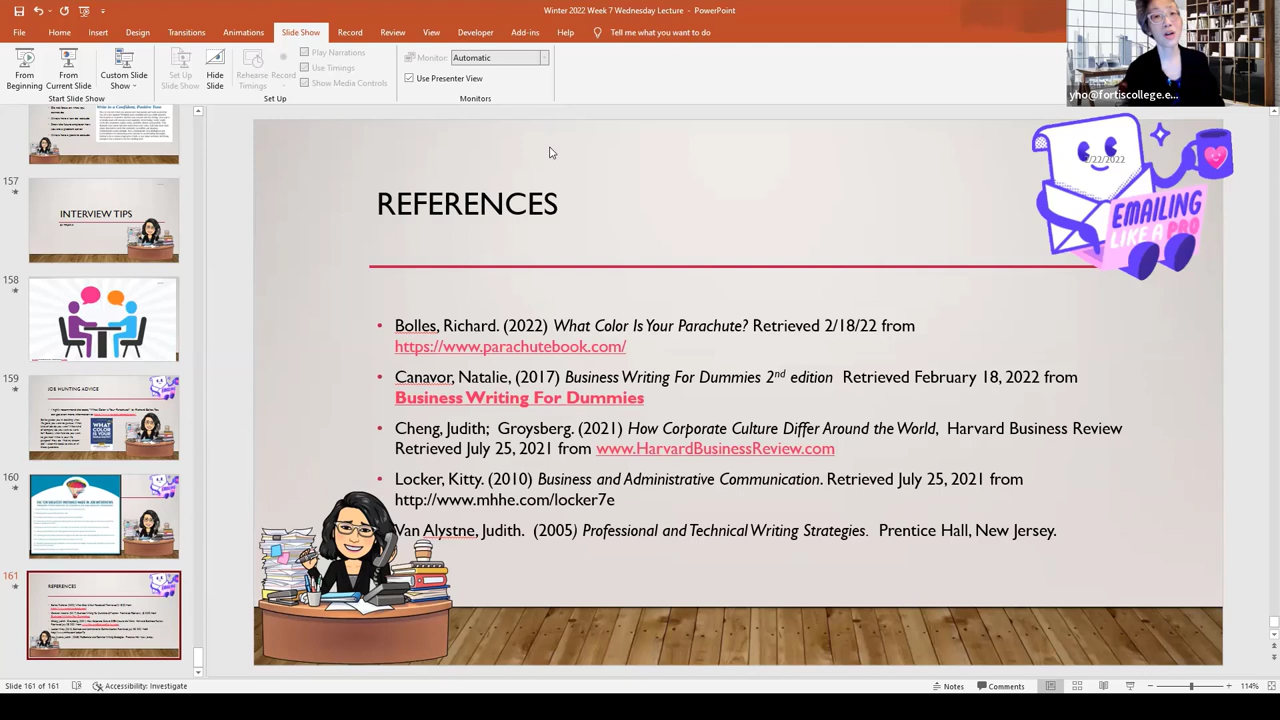 Winter 2022 Week 7 Wednesday Lecture - PowerPoint
File Home Insert Design Transitions Animations Slide Show Record Review View Developer Add-ins Help Tell me what you want to do
From Beginning
From Current Slide
Custom Slide Show
Set Up Slide Show
Hide Slide
Rehearse Timings
Record
Play Narrations
Use Timings
Show Media Controls
Monitor: Automatic
Use Presenter View
Start Slide Show
Set Up
Monitors
yho@fortiscollege.e...
157
INTERVIEW TIPS
158
159
JOB HUNTING ADVICE
WHAT COLOR IS YOUR
160
161
REFERENCES
REFERENCES
/22/2022
EMAILING
LIKE A PRO
• Bolles, Richard. (2022) What Color Is Your Parachute? Retrieved 2/18/22 from
https://www.parachutebook.com/
• Canavor, Natalie, (2017) Business Writing For Dummies 2nd edition Retrieved February 18, 2022 from
Business Writing For Dummies
• Cheng, Judith; Groysberg. (2021) How Corporate Culture Differ Around the World, Harvard Business Review
Retrieved July 25, 2021 from www.HarvardBusinessReview.com
• Locker, Kitty. (2010) Business and Administrative Communication. Retrieved July 25, 2021 from
http://www.mhhe.com/locker7e
Van Alystne, Judith. (2005) Professional and Technical Writing Strategies. Prentice Hall, New Jersey.
Slide 161 of 161
Accessibility: Investigate
Notes
Comments
114%